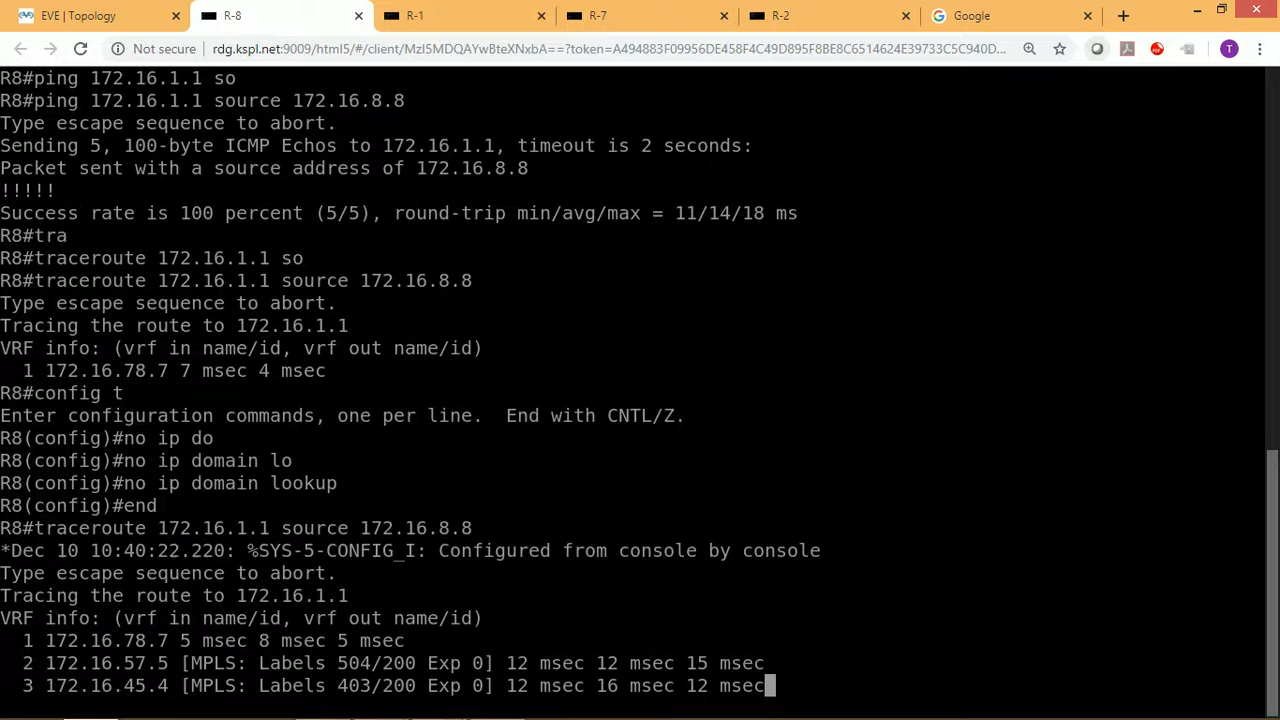 EVE | Topology
R-8
R-1
R-7
R-2
Google
Not secure
rdg.kspl.net:9009/html5/#/client/MzI5MDQAYwBteXNxbA==?token=A494883F09956DE458F4C49D895F8BE8C6514624E39733C5C940D...
T
R8#ping 172.16.1.1 so
R8#ping 172.16.1.1 source 172.16.8.8
Type escape sequence to abort.
Sending 5, 100-byte ICMP Echos to 172.16.1.1, timeout is 2 seconds:
Packet sent with a source address of 172.16.8.8
!!!!!
Success rate is 100 percent (5/5), round-trip min/avg/max = 11/14/18 ms
R8#tra
R8#traceroute 172.16.1.1 so
R8#traceroute 172.16.1.1 source 172.16.8.8
Type escape sequence to abort.
Tracing the route to 172.16.1.1
VRF info: (vrf in name/id, vrf out name/id)
1 172.16.78.7 7 msec 4 msec
R8#config t
Enter configuration commands, one per line.  End with CNTL/Z.
R8(config)#no ip do
R8(config)#no ip domain lo
R8(config)#no ip domain lookup
R8(config)#end
R8#traceroute 172.16.1.1 source 172.16.8.8
*Dec 10 10:40:22.220: %SYS-5-CONFIG_I: Configured from console by console
Type escape sequence to abort.
Tracing the route to 172.16.1.1
VRF info: (vrf in name/id, vrf out name/id)
1 172.16.78.7 5 msec 8 msec 5 msec
2 172.16.57.5 [MPLS: Labels 504/200 Exp 0] 12 msec 12 msec 15 msec
3 172.16.45.4 [MPLS: Labels 403/200 Exp 0] 12 msec 16 msec 12 msec